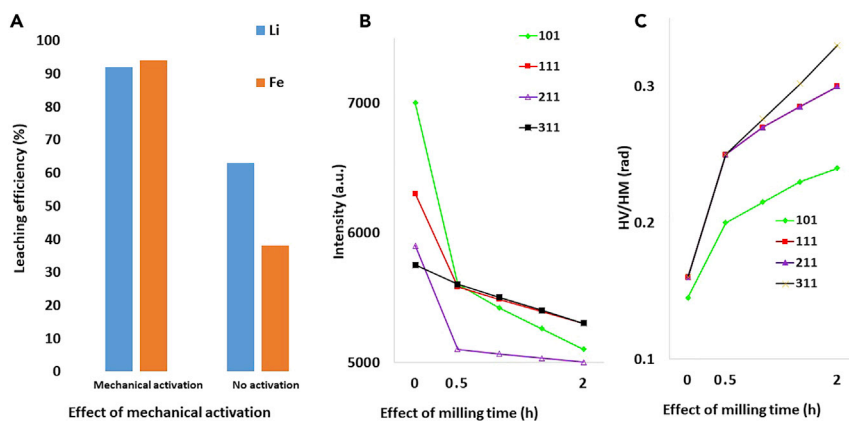 A
Leaching efficiency (%)
100
90
80
70
60
50
40
30
20
10
0
Li
Fe
Mechanical activation
No activation
Effect of mechanical activation
B
Intensity (a.u.)
7000
6000
5000
101
111
211
311
0
0.5
2
Effect of milling time (h)
C
HV/HM (rad)
0.3
0.2
0.1
101
111
211
311
0
0.5
2
Effect of milling time (h)